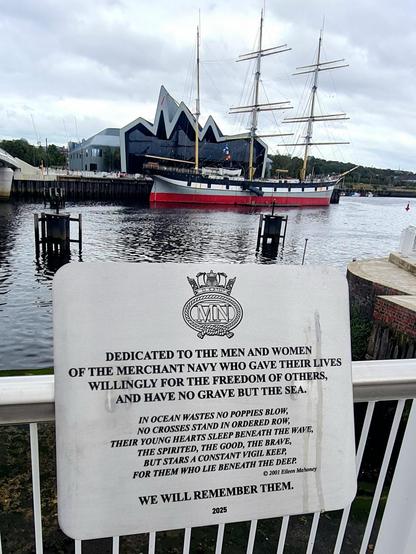 MN
DEDICATED TO THE MEN AND WOMEN
OF THE MERCHANT NAVY WHO GAVE THEIR LIVES
WILLINGLY FOR THE FREEDOM OF OTHERS,
AND HAVE NO GRAVE BUT THE SEA.
IN OCEAN WASTES NO POPPIES BLOW,
NO CROSSES STAND IN ORDERED ROW,
THEIR YOUNG HEARTS SLEEP BENEATH THE WAVE,
THE SPIRITED, THE GOOD, THE BRAVE,
BUT STARS A CONSTANT VIGIL KEEP,
FOR THEM WHO LIE BENEATH THE DEEP.
© 2001 Eileen Mahoney
WE WILL REMEMBER THEM.
2025